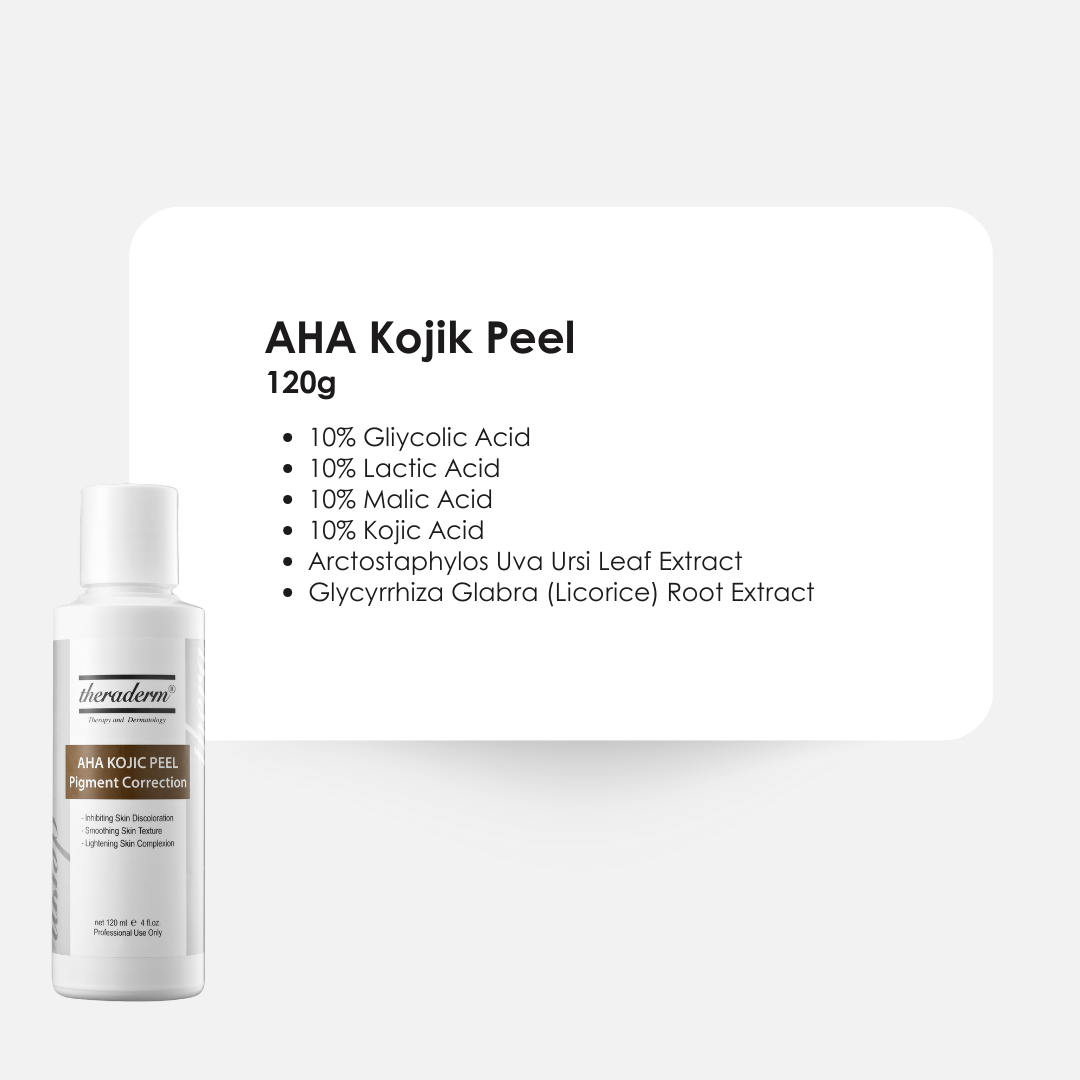 AHA Kojik Peel
120g
• 10% Gliycolic Acid
• 10% Lactic Acid
• 10% Malic Acid
• 10% Kojic Acid
• Arctostaphylos Uva Ursi Leaf Extract
• Glycyrrhiza Glabra (Licorice) Root Extract
theraderm®
Therapy and Dermatology
AHA KOJIC PEEL
Pigment Correction
- Inhibiting Skin Discoloration
- Smoothing Skin Texture
- Lightening Skin Complexion
net 120 ml ℮ 4 fl.oz
Professional Use Only